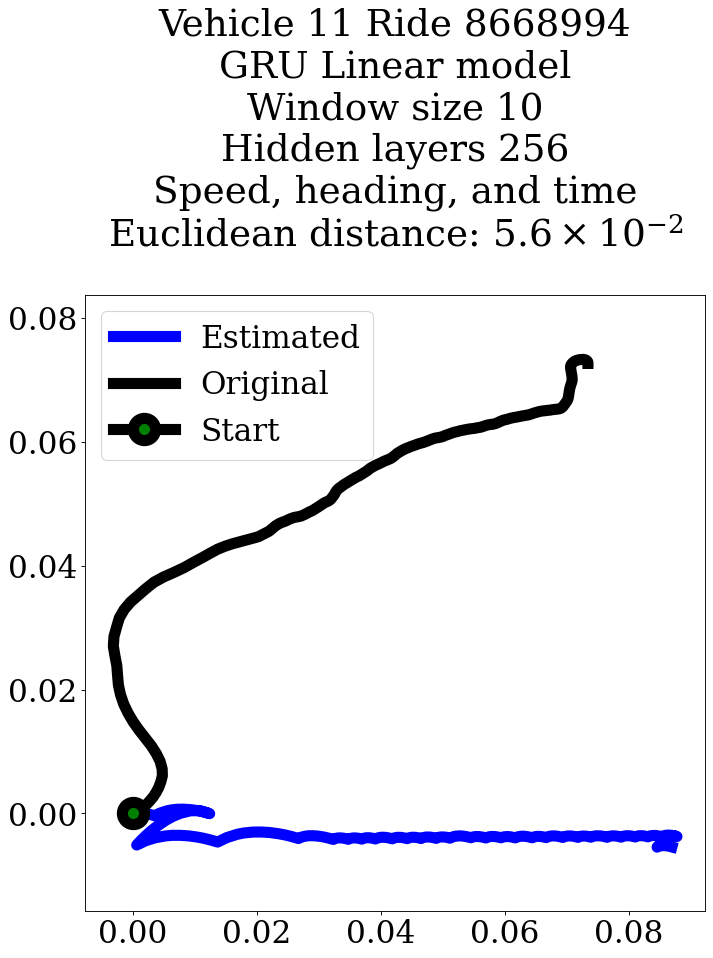 Vehicle 11 Ride 8668994
GRU Linear model
Window size 10
Hidden layers 256
Speed, heading, and time
Euclidean distance: 5.6 × 10⁻²
Estimated
Original
Start
0.08
0.06
0.04
0.02
0.00
0.00 0.02 0.04 0.06 0.08